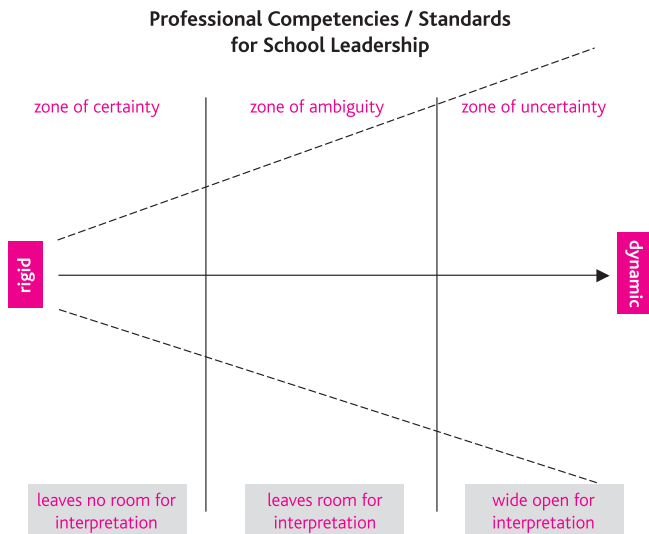 Professional Competencies / Standards
for School Leadership
zone of certainty
zone of ambiguity
zone of uncertainty
rigid
dynamic
leaves no room for
interpretation
leaves room for
interpretation
wide open for
interpretation